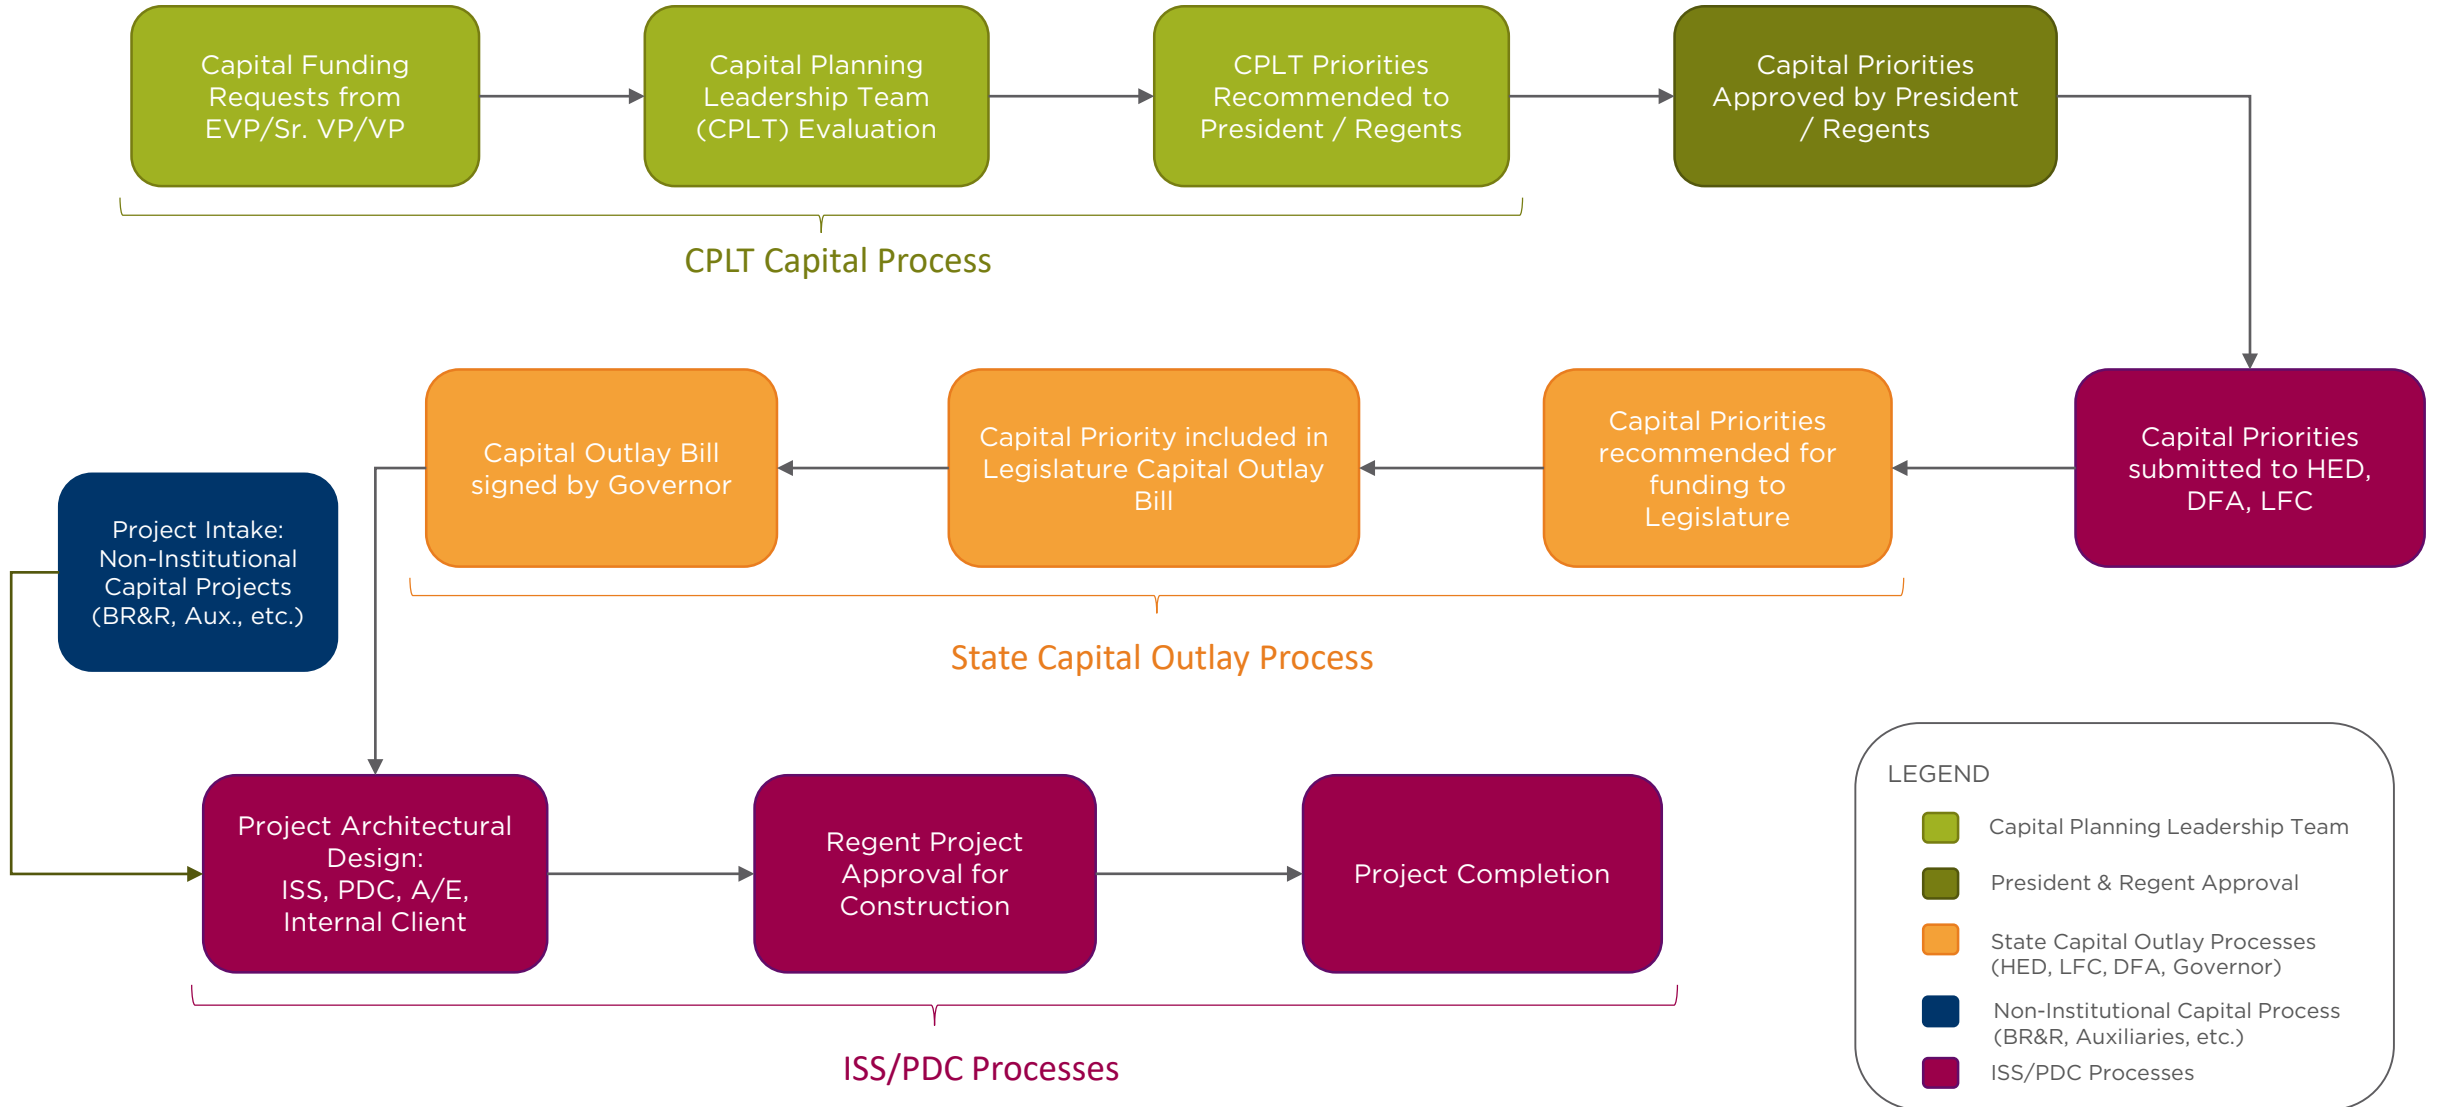 Capital Funding
Requests from
EVP/Sr. VP/VP
Capital Planning
Leadership Team
(CPLT) Evaluation
CPLT Priorities
Recommended to
President / Regents
Capital Priorities
Approved by President
/ Regents
CPLT Capital Process
Capital Priorities
submitted to HED,
DFA, LFC
Capital Priorities
recommended for
funding to
Legislature
Capital Priority included in
Legislature Capital Outlay
Bill
Capital Outlay Bill
signed by Governor
State Capital Outlay Process
Project Intake:
Non-Institutional
Capital Projects
(BR&R, Aux., etc.)
Project Architectural
Design:
ISS, PDC, A/E,
Internal Client
Regent Project
Approval for
Construction
Project Completion
ISS/PDC Processes
LEGEND
Capital Planning Leadership Team
President & Regent Approval
State Capital Outlay Processes
(HED, LFC, DFA, Governor)
Non-Institutional Capital Process
(BR&R, Auxiliaries, etc.)
ISS/PDC Processes